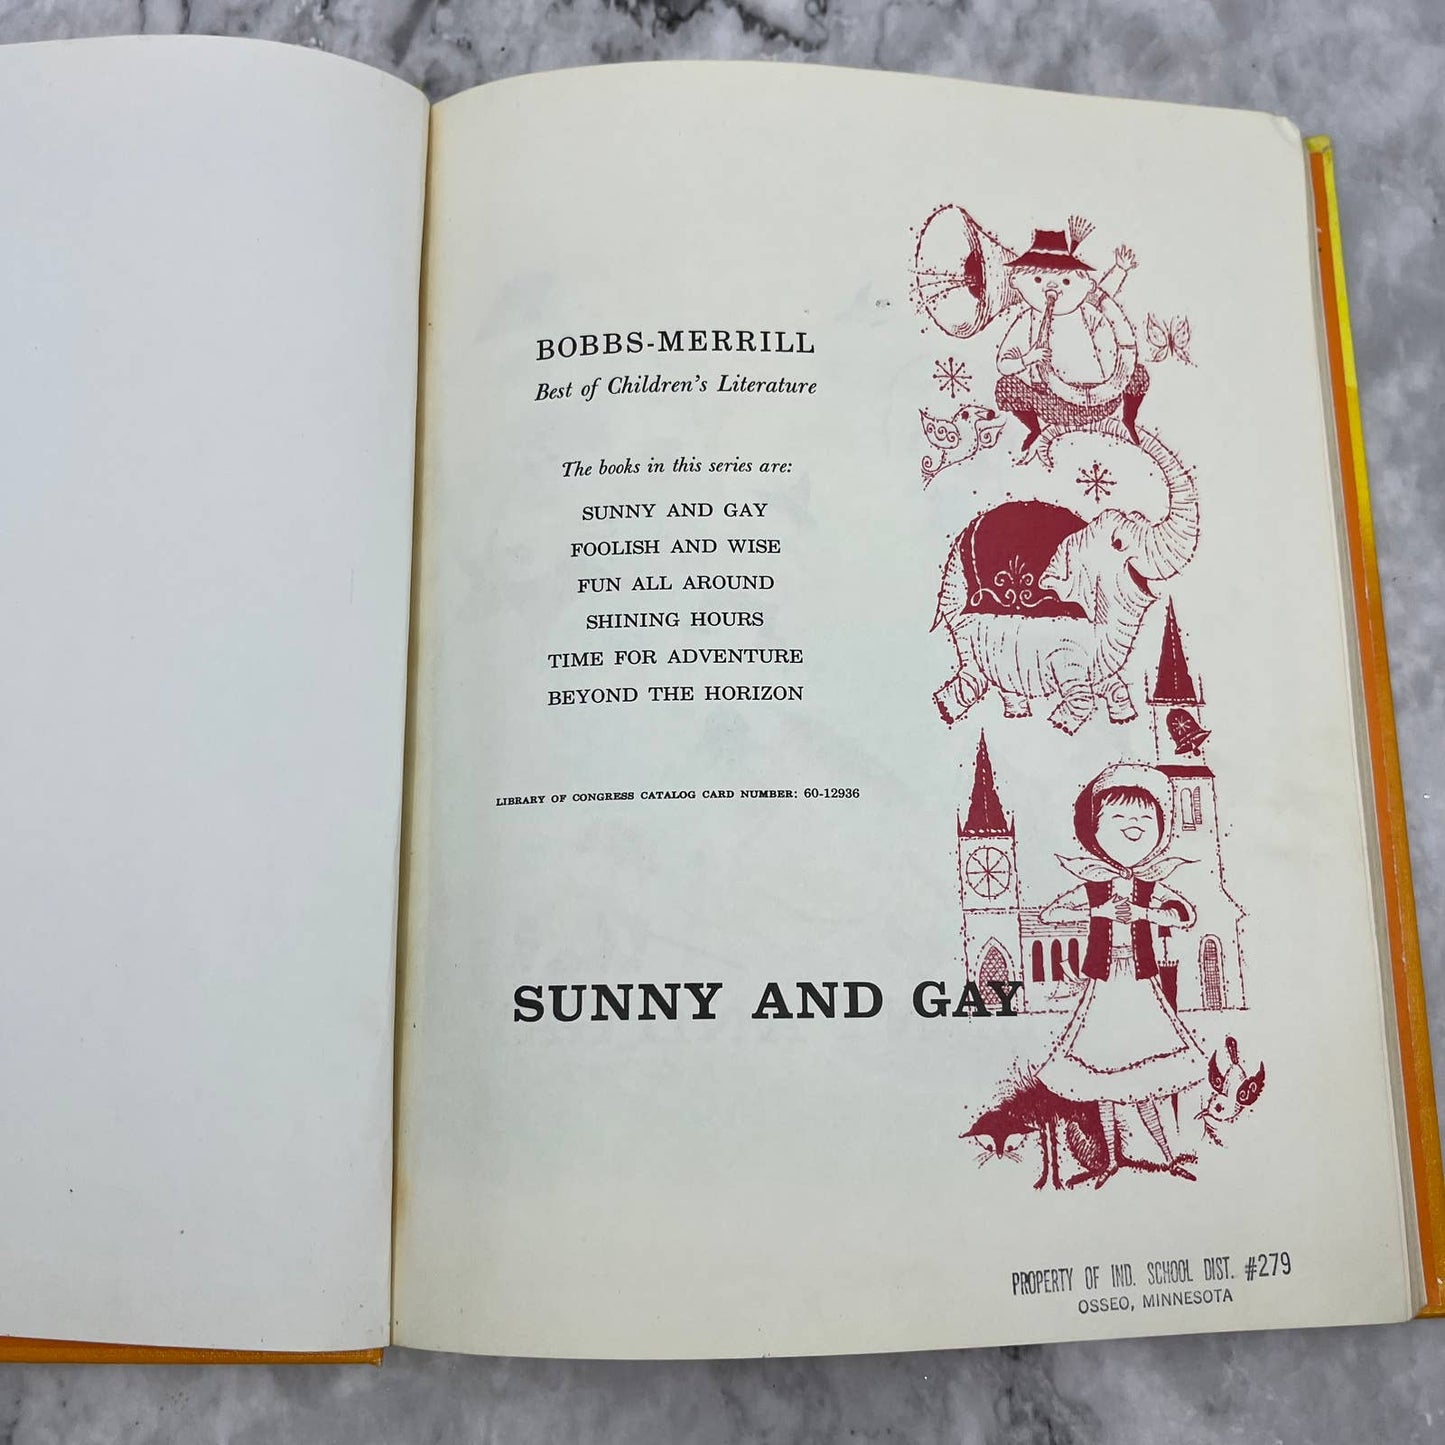 BOBBS-MERRILL
Best of Children's Literature
The books in this series are:
SUNNY AND GAY
FOOLISH AND WISE
FUN ALL AROUND
SHINING HOURS
TIME FOR ADVENTURE
BEYOND THE HORIZON
LIBRARY OF CONGRESS CATALOG CARD NUMBER: 60-12936
SUNNY AND GAY
PROPERTY OF IND. SCHOOL DIST. #279
OSSEO, MINNESOTA